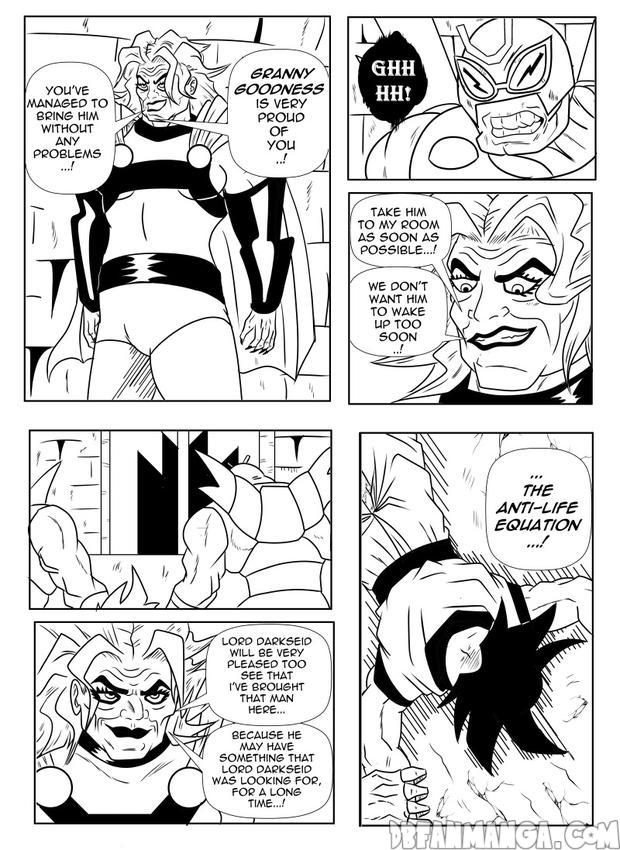 YOU'VE
MANAGED TO
BRING HIM
WITHOUT
ANY
PROBLEMS
...!
GRANNY
GOODNESS
IS VERY
PROUD
OF
YOU
..!
GHH
HH!
TAKE HIM
TO MY ROOM
AS SOON AS
POSSIBLE...!
WE DON'T
WANT HIM
TO WAKE
UP TOO
SOON
..!
LORD DARKSEID
WILL BE VERY
PLEASED TOO
SEE THAT
I'VE BROUGHT
THAT MAN
HERE...
BECAUSE HE
MAY HAVE
SOMETHING THAT
LORD DARKSEID
WAS LOOKING FOR,
FOR A LONG
TIME...!
...
THE
ANTI-LIFE
EQUATION
....!
DBFANMANGA.COM